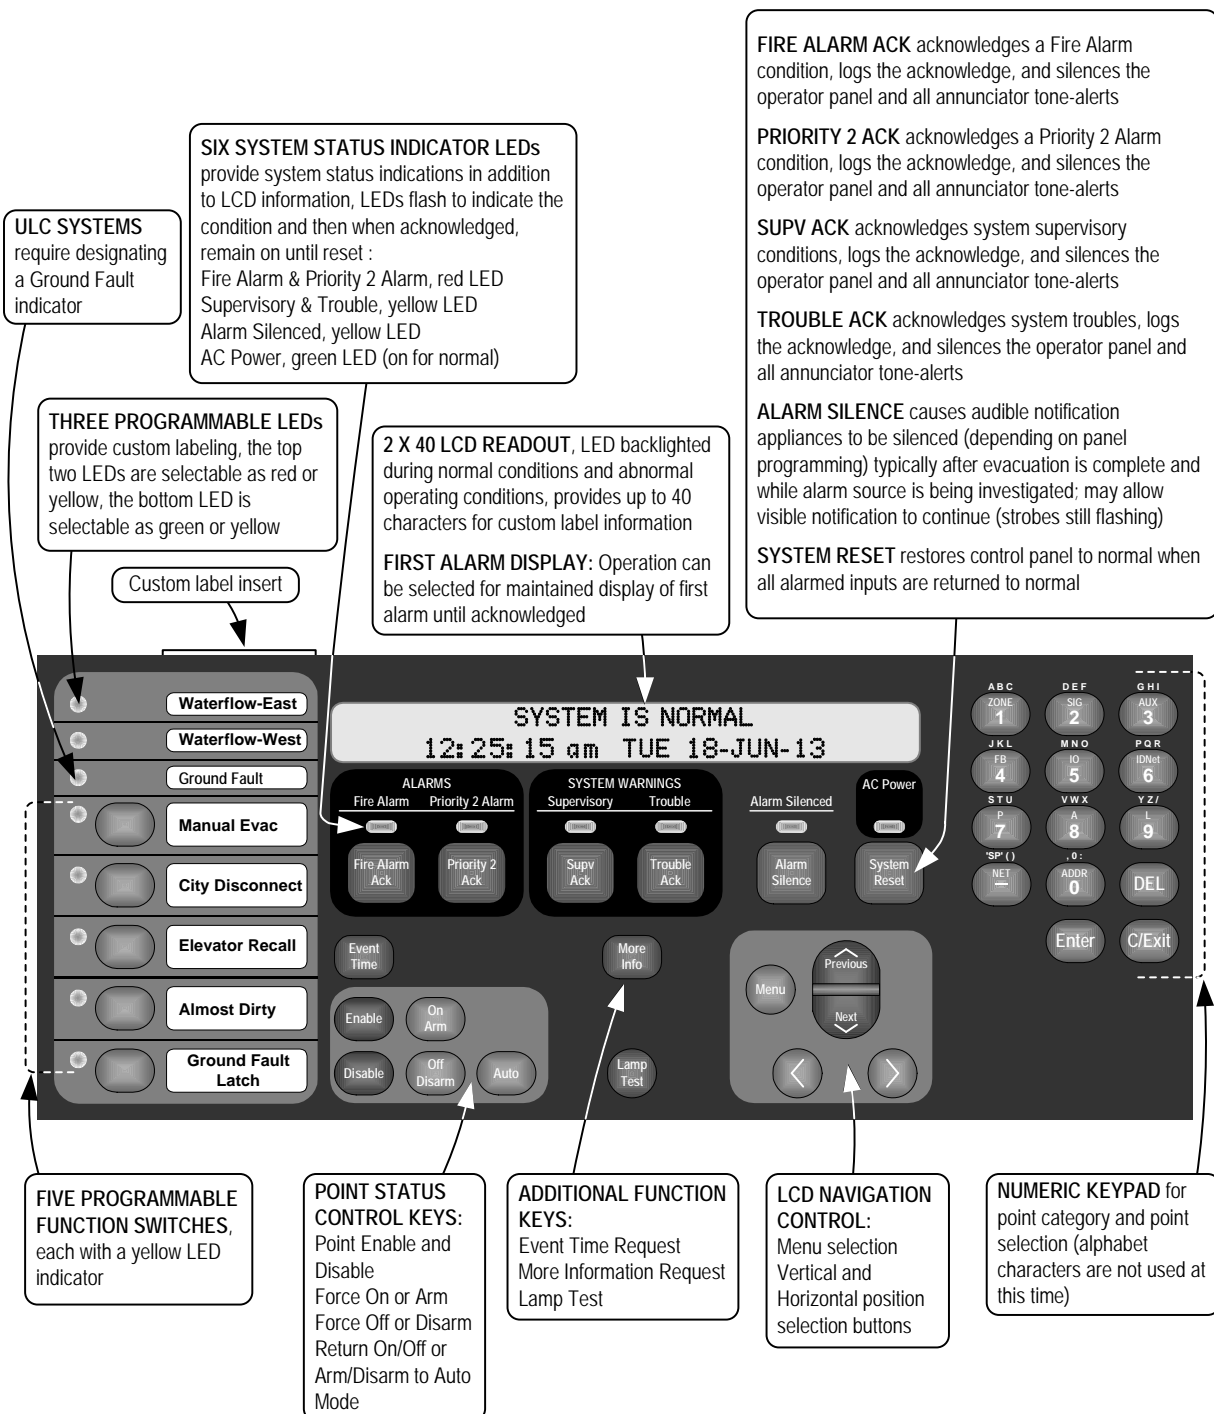 FIRE ALARM ACK acknowledges a Fire Alarm
condition, logs the acknowledge, and silences the
operator panel and all annunciator tone-alerts
PRIORITY 2 ACK acknowledges a Priority 2 Alarm
condition, logs the acknowledge, and silences the
operator panel and all annunciator tone-alerts
SUPV ACK acknowledges system supervisory
conditions, logs the acknowledge, and silences the
operator panel and all annunciator tone-alerts
TROUBLE ACK acknowledges system troubles, logs
the acknowledge, and silences the operator panel and
all annunciator tone-alerts
ALARM SILENCE causes audible notification
appliances to be silenced (depending on panel
programming) typically after evacuation is complete and
while alarm source is being investigated; may allow
visible notification to continue (strobes still flashing)
SYSTEM RESET restores control panel to normal when
all alarmed inputs are returned to normal
SIX SYSTEM STATUS INDICATOR LEDs
provide system status indications in addition
to LCD information, LEDs flash to indicate the
condition and then when acknowledged,
remain on until reset :
Fire Alarm & Priority 2 Alarm, red LED
Supervisory & Trouble, yellow LED
Alarm Silenced, yellow LED
AC Power, green LED (on for normal)
ULC SYSTEMS
require designating
a Ground Fault
indicator
THREE PROGRAMMABLE LEDs
provide custom labeling, the top
two LEDs are selectable as red or
yellow, the bottom LED is
selectable as green or yellow
2 X 40 LCD READOUT, LED backlighted
during normal conditions and abnormal
operating conditions, provides up to 40
characters for custom label information
FIRST ALARM DISPLAY: Operation can
be selected for maintained display of first
alarm until acknowledged
Custom label insert
Waterflow-East
Waterflow-West
Ground Fault
Manual Evac
City Disconnect
Elevator Recall
Almost Dirty
Ground Fault
Latch
SYSTEM IS NORMAL
12:25:15 am TUE 18-JUN-13
ALARMS
Fire Alarm Priority 2 Alarm
SYSTEM WARNINGS
Supervisory Trouble
Alarm Silenced
AC Power
Fire Alarm
Ack
Priority 2
Ack
Supv
Ack
Trouble
Ack
Alarm
Silence
System
Reset
Event
Time
More
Info
Enable
On
Arm
Disable
Off
Disarm
Auto
Lamp
Test
Menu
Previous
Next
A B C
ZONE
1
D E F
SIG
2
G H I
AUX
3
J K L
FB
4
M N O
IO
5
P Q R
IDNet
6
S T U
P
7
V W X
A
8
Y Z /
L
9
'SP' ( )
NET
—
, 0 :
ADDR
0
DEL
Enter
C/Exit
FIVE PROGRAMMABLE
FUNCTION SWITCHES,
each with a yellow LED
indicator
POINT STATUS
CONTROL KEYS:
Point Enable and
Disable
Force On or Arm
Force Off or Disarm
Return On/Off or
Arm/Disarm to Auto
Mode
ADDITIONAL FUNCTION
KEYS:
Event Time Request
More Information Request
Lamp Test
LCD NAVIGATION
CONTROL:
Menu selection
Vertical and
Horizontal position
selection buttons
NUMERIC KEYPAD for
point category and point
selection (alphabet
characters are not used at
this time)